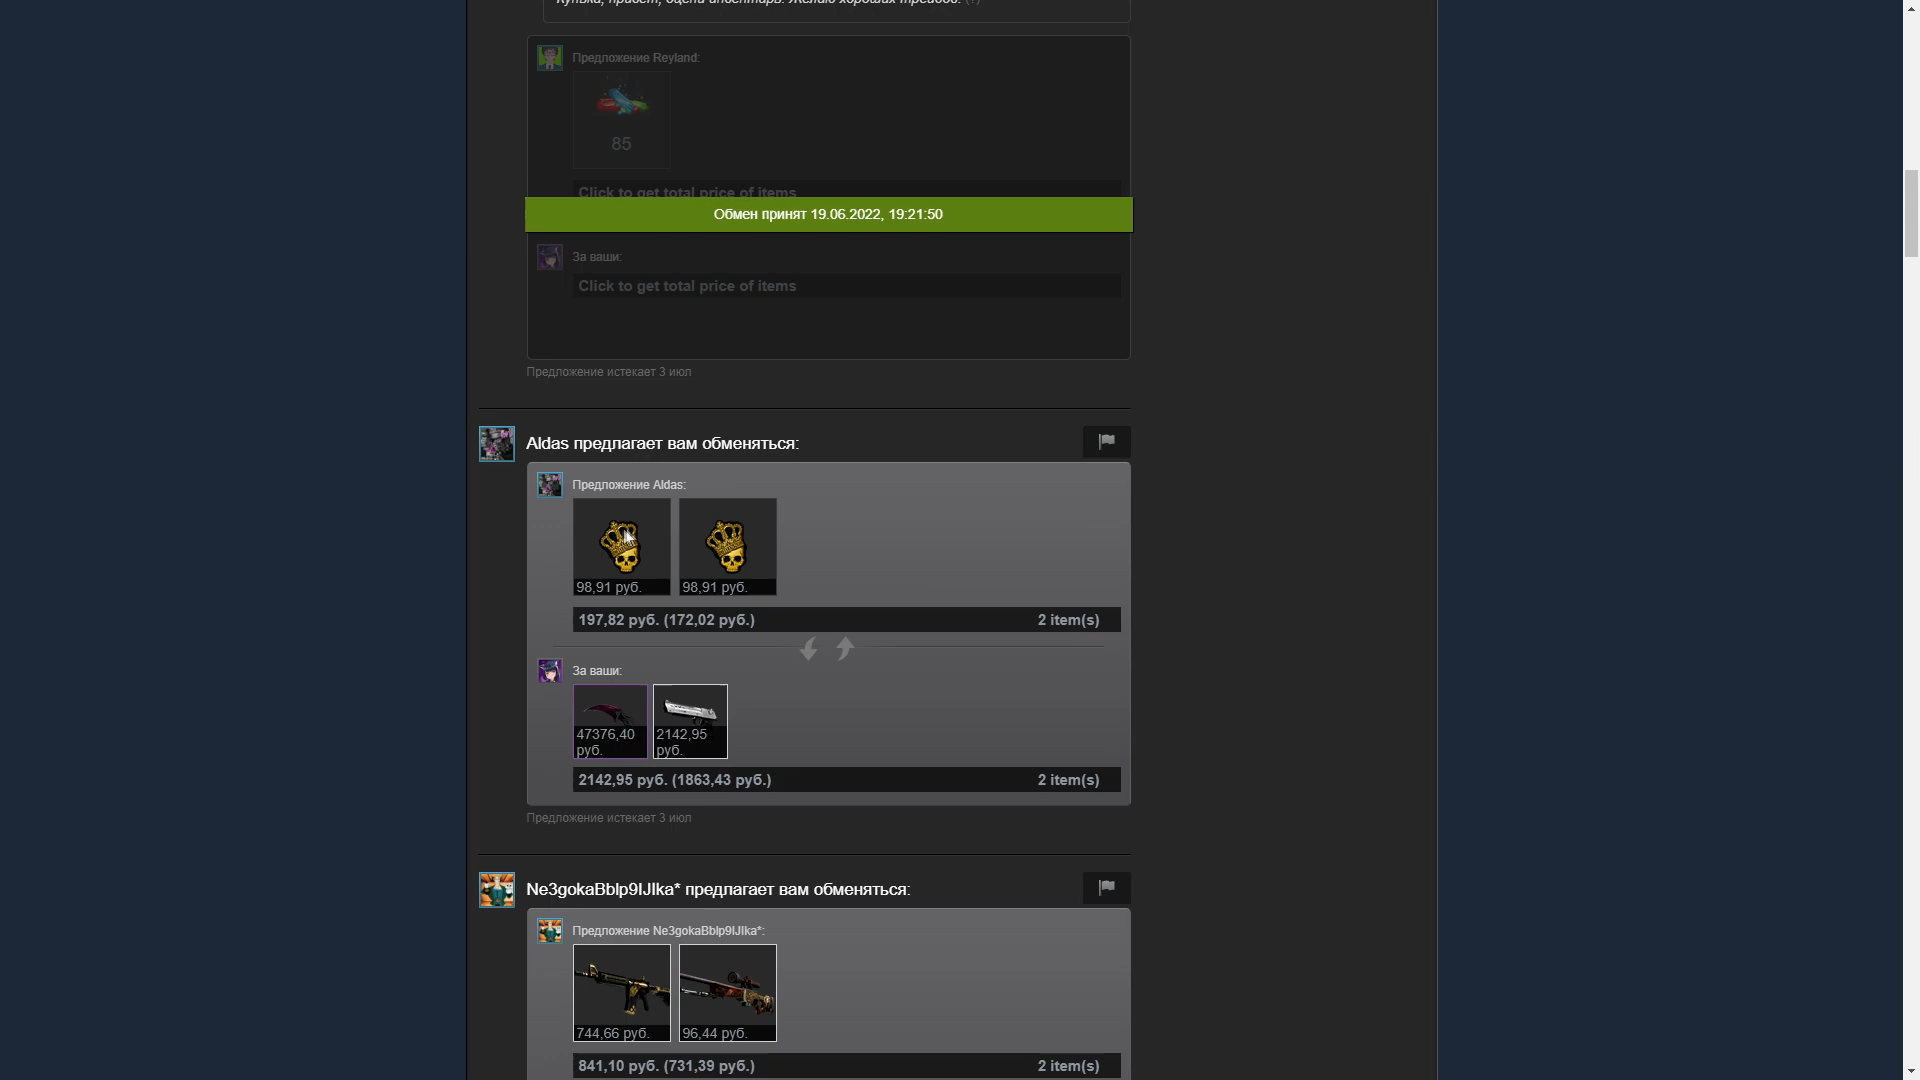 Предложение Reyland:
85
Click to get total price of items
Обмен принят 19.06.2022, 19:21:50
За ваши:
Click to get total price of items
Предложение истекает 3 июл
Aldas предлагает вам обменяться:
Предложение Aldas:
98,91 руб.
98,91 руб.
197,82 руб. (172,02 руб.)
2 item(s)
За ваши:
47376,40 руб.
2142,95 руб.
2142,95 руб. (1863,43 руб.)
2 item(s)
Предложение истекает 3 июл
Ne3gokaBblp9lJlka* предлагает вам обменяться:
Предложение Ne3gokaBblp9lJlka*:
744,66 руб.
96,44 руб.
841,10 руб. (731,39 руб.)
2 item(s)